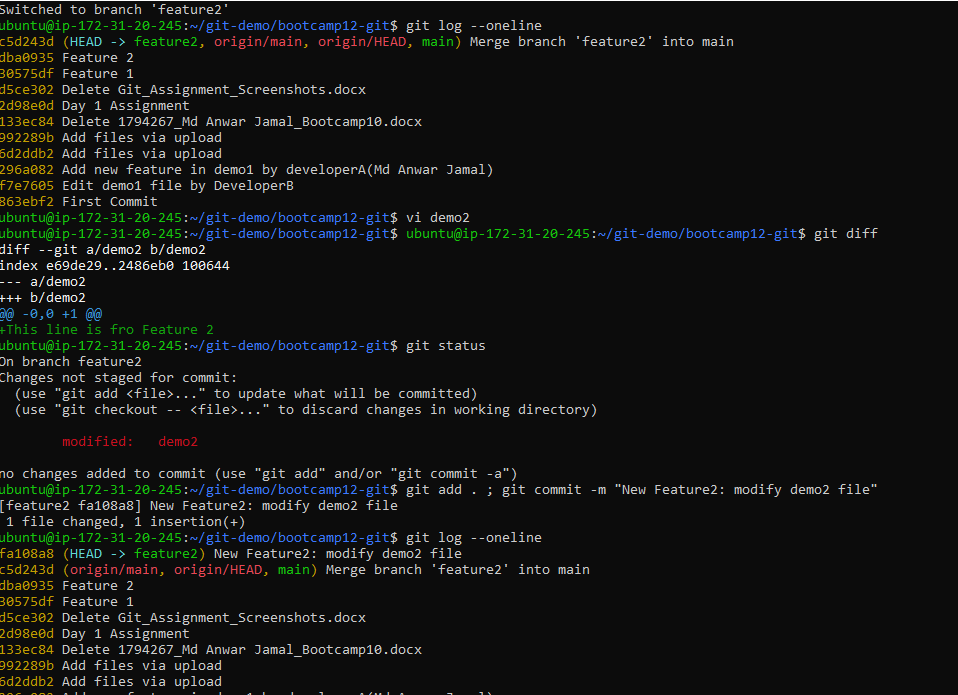 Switched to branch 'feature2'
ubuntu@ip-172-31-20-245:~/git-demo/bootcamp12-git$ git log --oneline
c5d243d (HEAD -> feature2, origin/main, origin/HEAD, main) Merge branch 'feature2' into main
dba0935 Feature 2
30575df Feature 1
d5ce302 Delete Git_Assignment_Screenshots.docx
2d98e0d Day 1 Assignment
133ec84 Delete 1794267_Md Anwar Jamal_Bootcamp10.docx
992289b Add files via upload
6d2ddb2 Add files via upload
296a082 Add new feature in demo1 by developerA(Md Anwar Jamal)
f7e7605 Edit demo1 file by DeveloperB
863ebf2 First Commit
ubuntu@ip-172-31-20-245:~/git-demo/bootcamp12-git$ vi demo2
ubuntu@ip-172-31-20-245:~/git-demo/bootcamp12-git$ ubuntu@ip-172-31-20-245:~/git-demo/bootcamp12-git$ git diff
diff --git a/demo2 b/demo2
index e69de29..2486eb0 100644
--- a/demo2
+++ b/demo2
@@ -0,0 +1 @@
+This line is fro Feature 2
ubuntu@ip-172-31-20-245:~/git-demo/bootcamp12-git$ git status
On branch feature2
Changes not staged for commit:
  (use "git add <file>..." to update what will be committed)
  (use "git checkout -- <file>..." to discard changes in working directory)
        modified:   demo2
no changes added to commit (use "git add" and/or "git commit -a")
ubuntu@ip-172-31-20-245:~/git-demo/bootcamp12-git$ git add . ; git commit -m "New Feature2: modify demo2 file"
[feature2 fa108a8] New Feature2: modify demo2 file
 1 file changed, 1 insertion(+)
ubuntu@ip-172-31-20-245:~/git-demo/bootcamp12-git$ git log --oneline
fa108a8 (HEAD -> feature2) New Feature2: modify demo2 file
c5d243d (origin/main, origin/HEAD, main) Merge branch 'feature2' into main
dba0935 Feature 2
30575df Feature 1
d5ce302 Delete Git_Assignment_Screenshots.docx
2d98e0d Day 1 Assignment
133ec84 Delete 1794267_Md Anwar Jamal_Bootcamp10.docx
992289b Add files via upload
6d2ddb2 Add files via upload